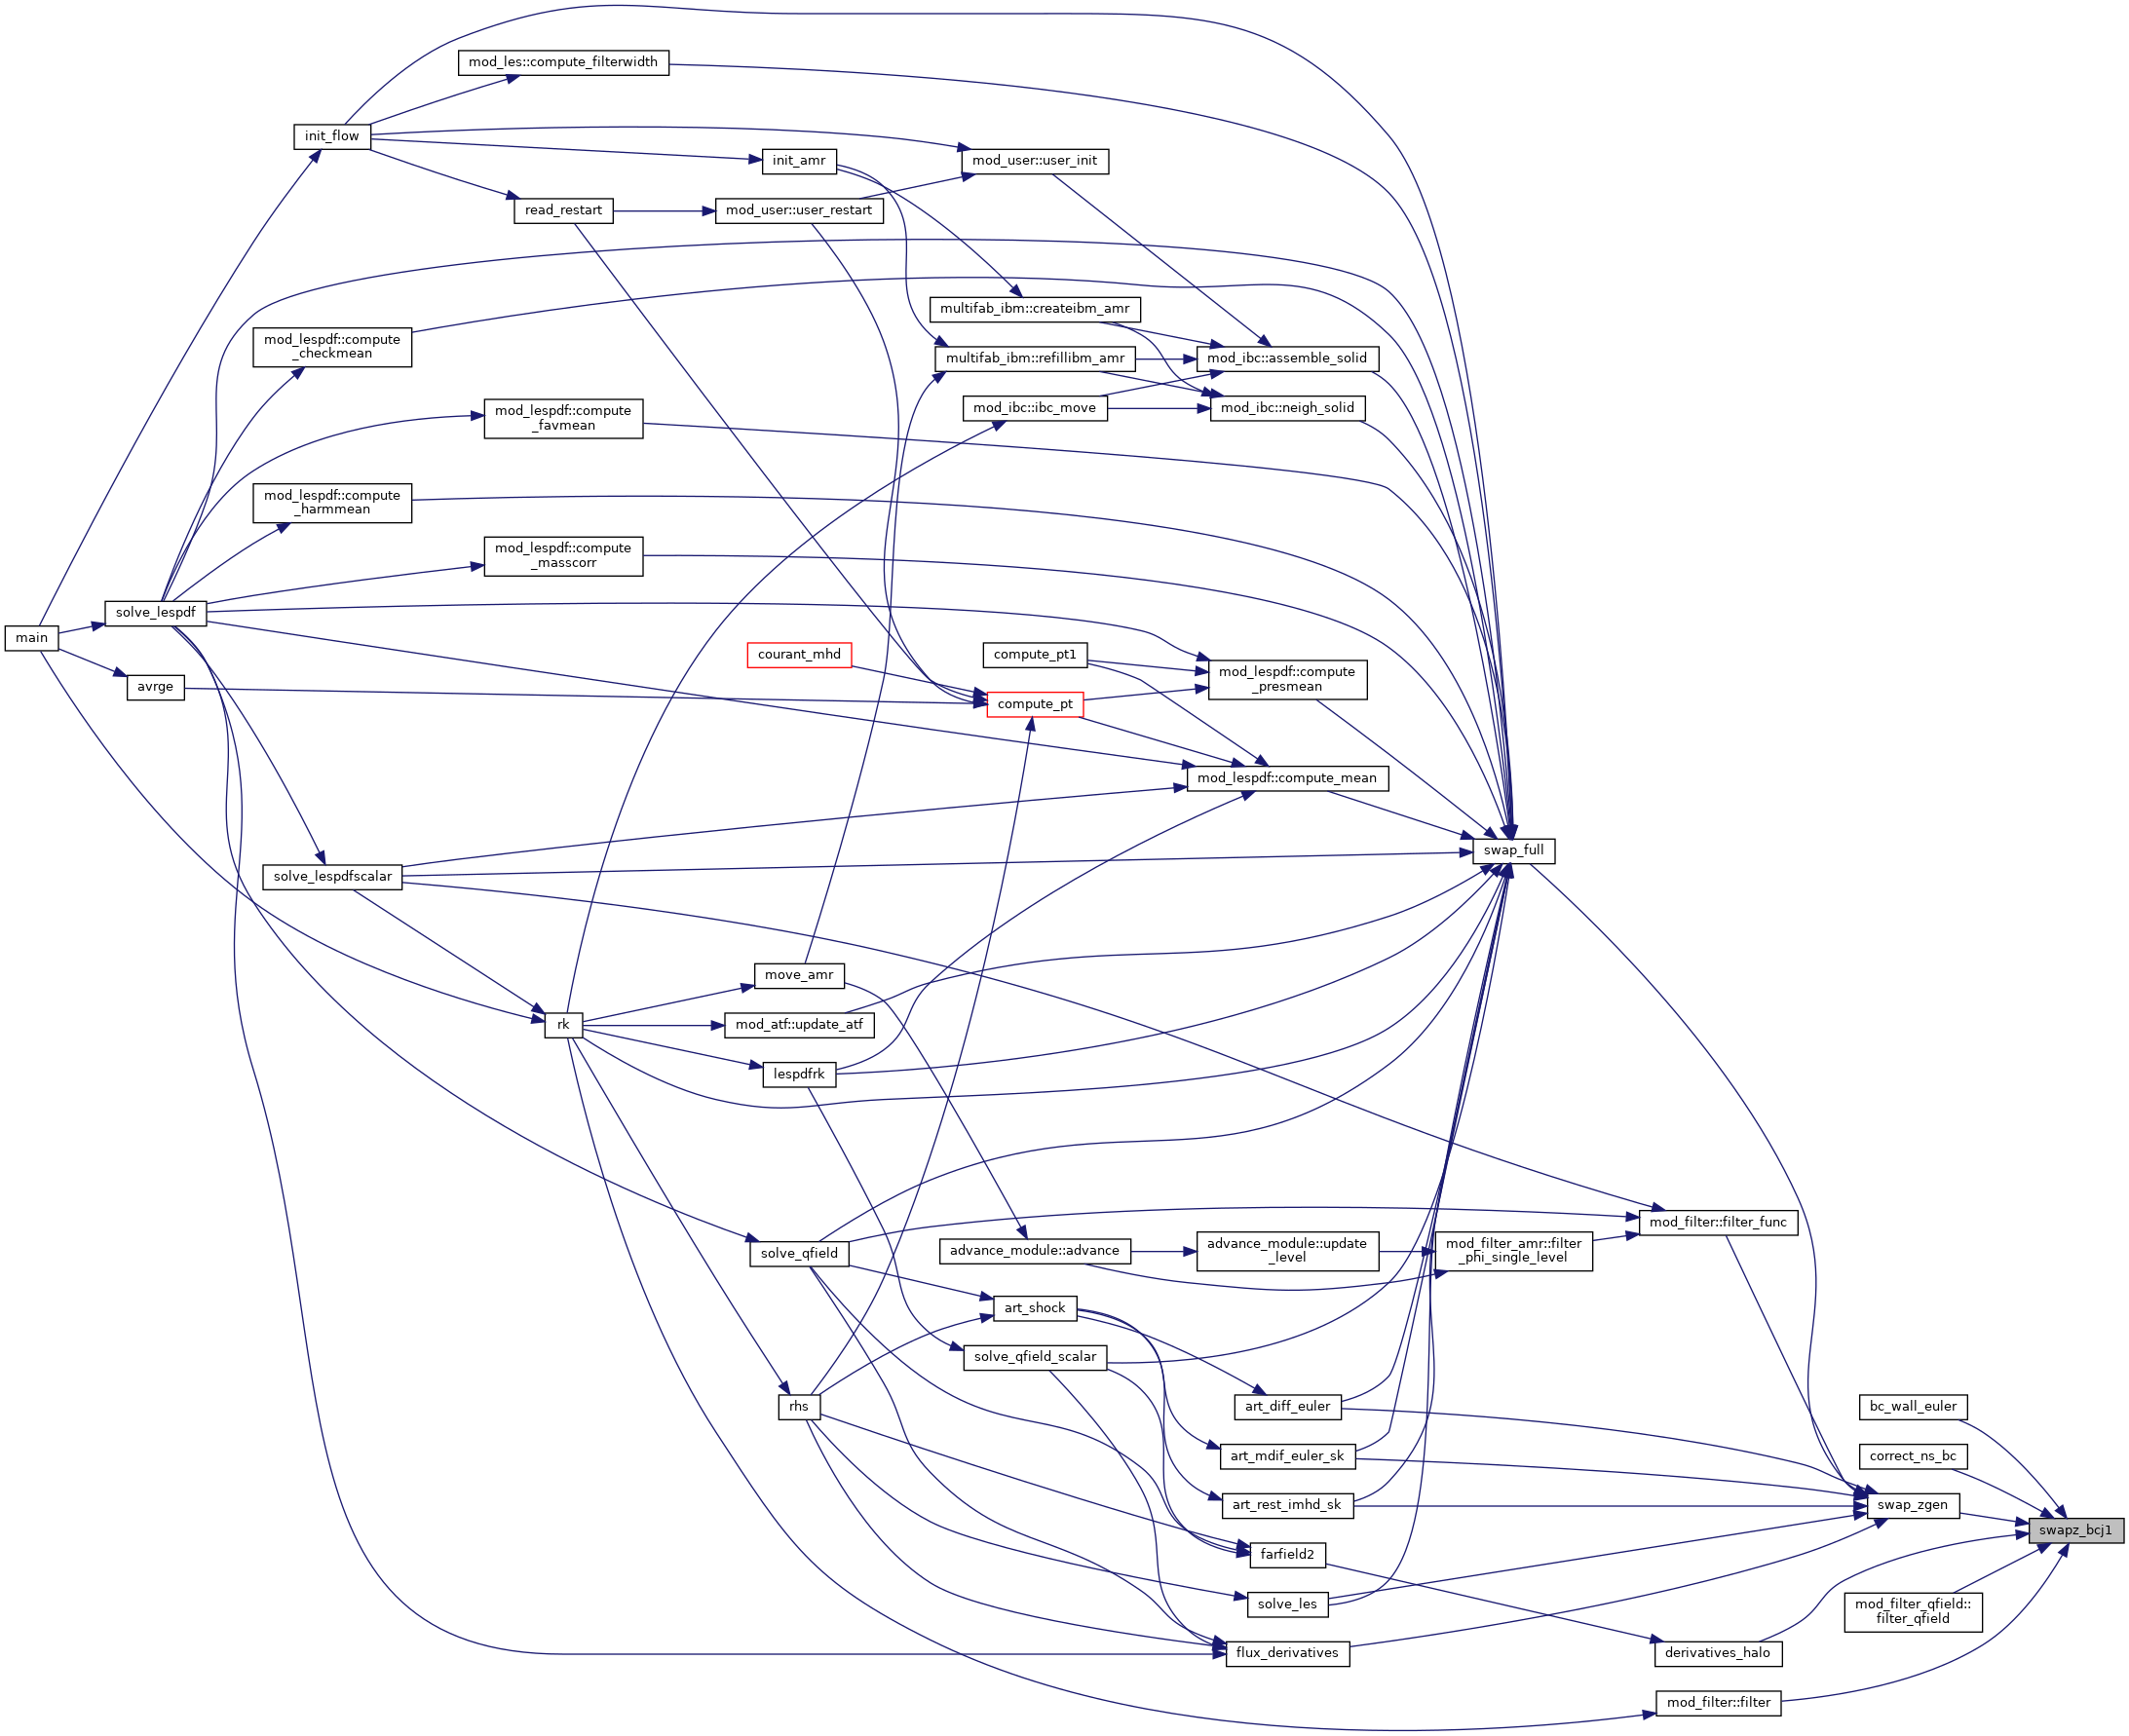 mod_les::compute_filterwidth
init_flow
init_amr
mod_user::user_init
read_restart
mod_user::user_restart
multifab_ibm::createibm_amr
mod_lespdf::compute
_checkmean
multifab_ibm::refillibm_amr
mod_ibc::assemble_solid
mod_lespdf::compute
_favmean
mod_ibc::ibc_move
mod_ibc::neigh_solid
mod_lespdf::compute
_harmmean
mod_lespdf::compute
_masscorr
solve_lespdf
main
courant_mhd
compute_pt1
mod_lespdf::compute
_presmean
avrge
compute_pt
mod_lespdf::compute_mean
swap_full
solve_lespdfscalar
move_amr
rk
mod_atf::update_atf
lespdfrk
mod_filter::filter_func
solve_qfield
advance_module::advance
advance_module::update
_level
mod_filter_amr::filter
_phi_single_level
art_shock
solve_qfield_scalar
rhs
art_diff_euler
bc_wall_euler
art_mdif_euler_sk
correct_ns_bc
art_rest_imhd_sk
swap_zgen
swapz_bcj1
farfield2
solve_les
mod_filter_qfield::
filter_qfield
flux_derivatives
derivatives_halo
mod_filter::filter